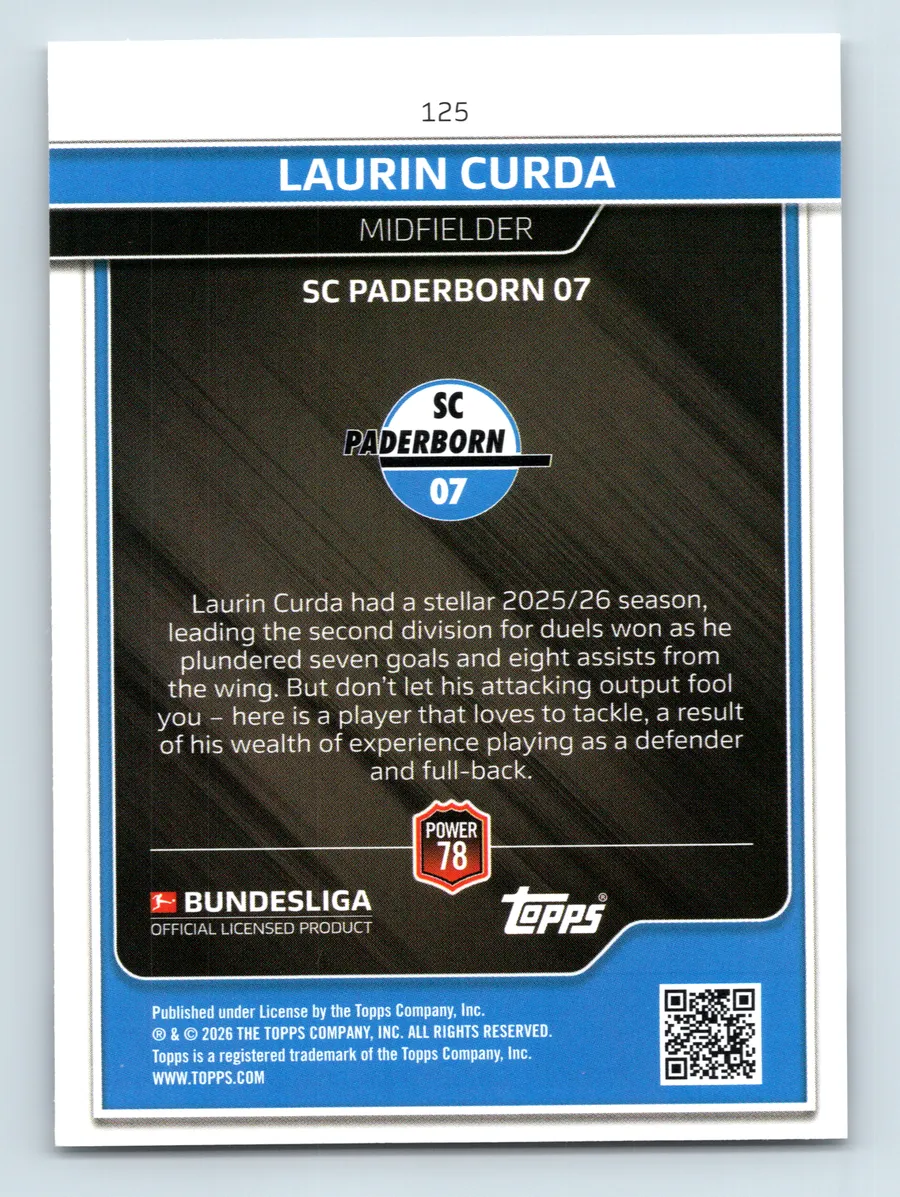 125
LAURIN CURDA
MIDFIELDER
SC PADERBORN 07
SC
PADERBORN
07
Laurin Curda had a stellar 2025/26 season,
leading the second division for duels won as he
plundered seven goals and eight assists from
the wing. But don't let his attacking output fool
you – here is a player that loves to tackle, a result
of his wealth of experience playing as a defender
and full-back.
POWER
78
BUNDESLIGA
OFFICIAL LICENSED PRODUCT
topps®
Published under License by the Topps Company, Inc.
® & © 2026 THE TOPPS COMPANY, INC. ALL RIGHTS RESERVED.
Topps is a registered trademark of the Topps Company, Inc.
WWW.TOPPS.COM